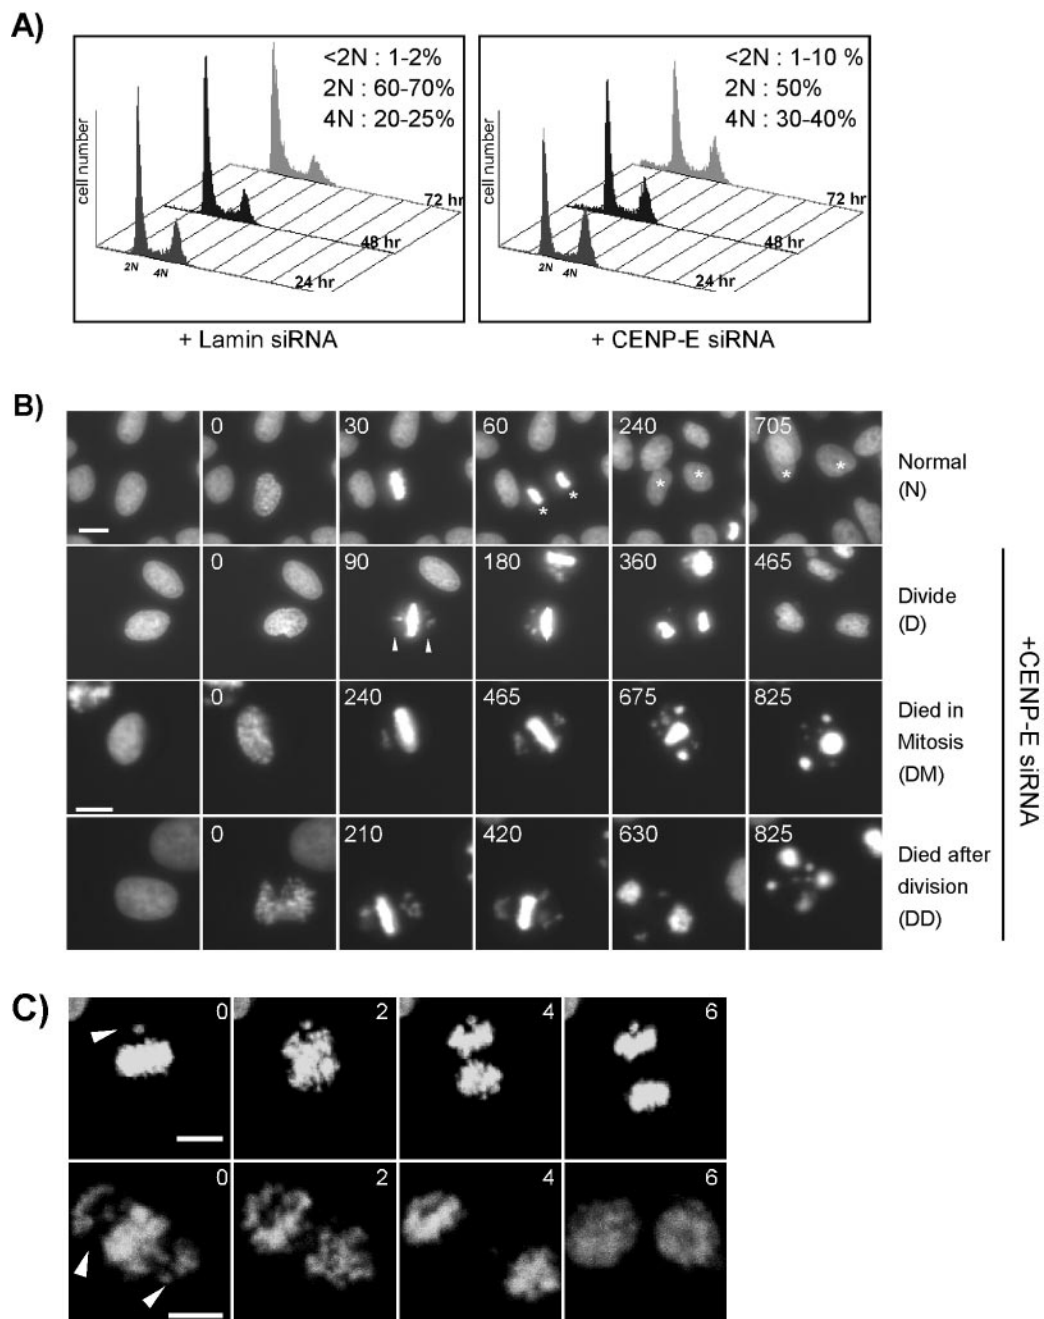 A)
<2N : 1-2%
2N : 60-70%
4N : 20-25%
cell number
72 hr
48 hr
24 hr
2N
4N
+ Lamin siRNA
<2N : 1-10 %
2N : 50%
4N : 30-40%
cell number
72 hr
48 hr
24 hr
2N
4N
+ CENP-E siRNA
B)
0 30 60 240 705
* * * * * *
Normal
(N)
0 90 180 360 465
Divide
(D)
0 240 465 675 825
Died in
Mitosis
(DM)
0 210 420 630 825
Died after
division
(DD)
+CENP-E siRNA
C)
0 2 4 6
0 2 4 6